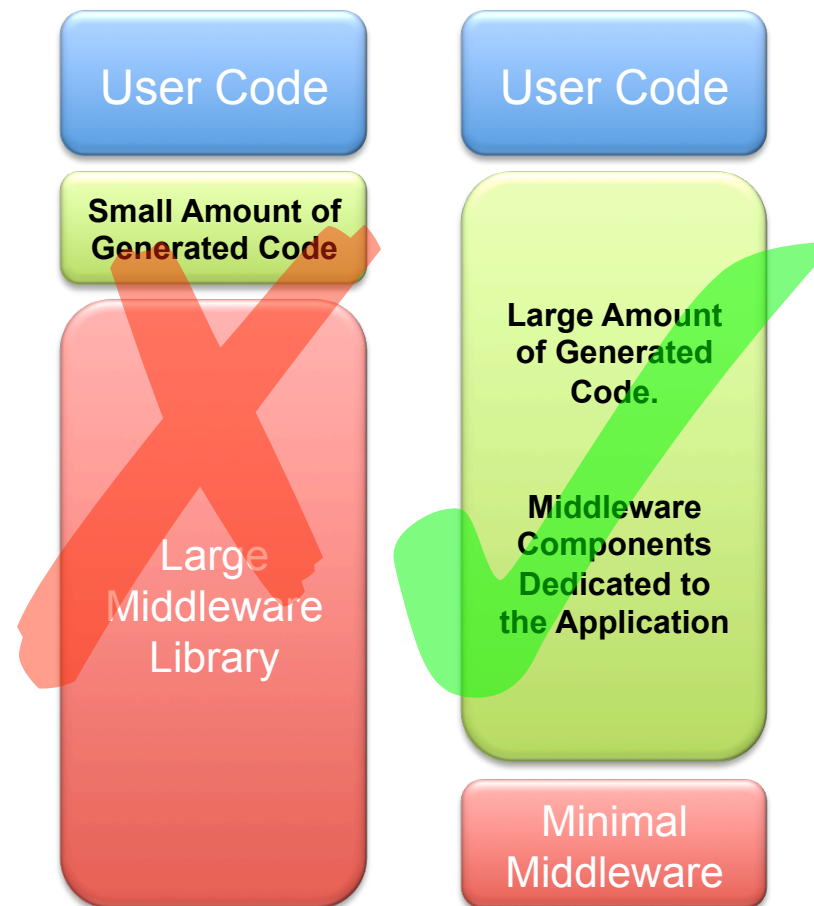 User Code
Small Amount of
Generated Code
Large
Middleware
Library
User Code
Large Amount
of Generated
Code.
Middleware
Components
Dedicated to
the Application
Minimal
Middleware